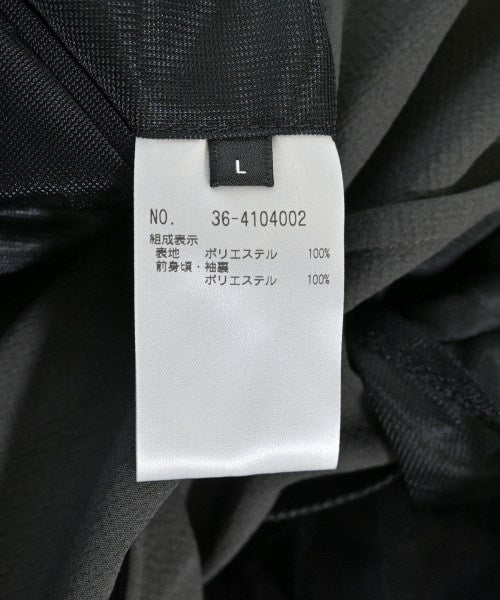 L
NO. 36-4104002
組成表示
表地 ポリエステル 100%
前身頃・袖裏
ポリエステル 100%